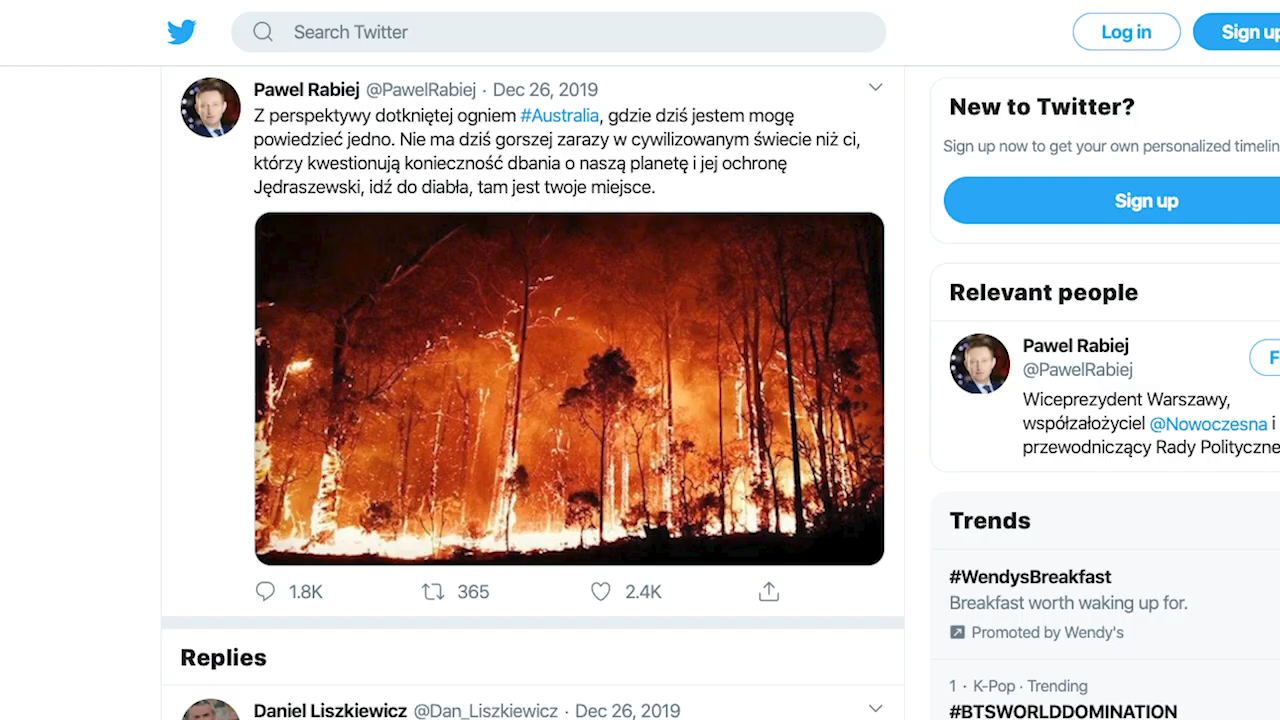 Search Twitter
Log in
Sign up
Pawel Rabiej @PawelRabiej · Dec 26, 2019
Z perspektywy dotkniętej ogniem #Australia, gdzie dziś jestem mogę
powiedzieć jedno. Nie ma dziś gorszej zarazy w cywilizowanym świecie niż ci,
którzy kwestionują konieczność dbania o naszą planetę i jej ochronę
Jędraszewski, idź do diabła, tam jest twoje miejsce.
1.8K 365 2.4K
Replies
Daniel Liszkiewicz @Dan_Liszkiewicz · Dec 26, 2019
New to Twitter?
Sign up now to get your own personalized timelin
Sign up
Relevant people
Pawel Rabiej
@PawelRabiej
F
Wiceprezydent Warszawy,
współzałożyciel @Nowoczesna i
przewodniczący Rady Polityczne
Trends
#WendysBreakfast
Breakfast worth waking up for.
Promoted by Wendy's
1 · K-Pop · Trending
#BTSWORLDDOMINATION